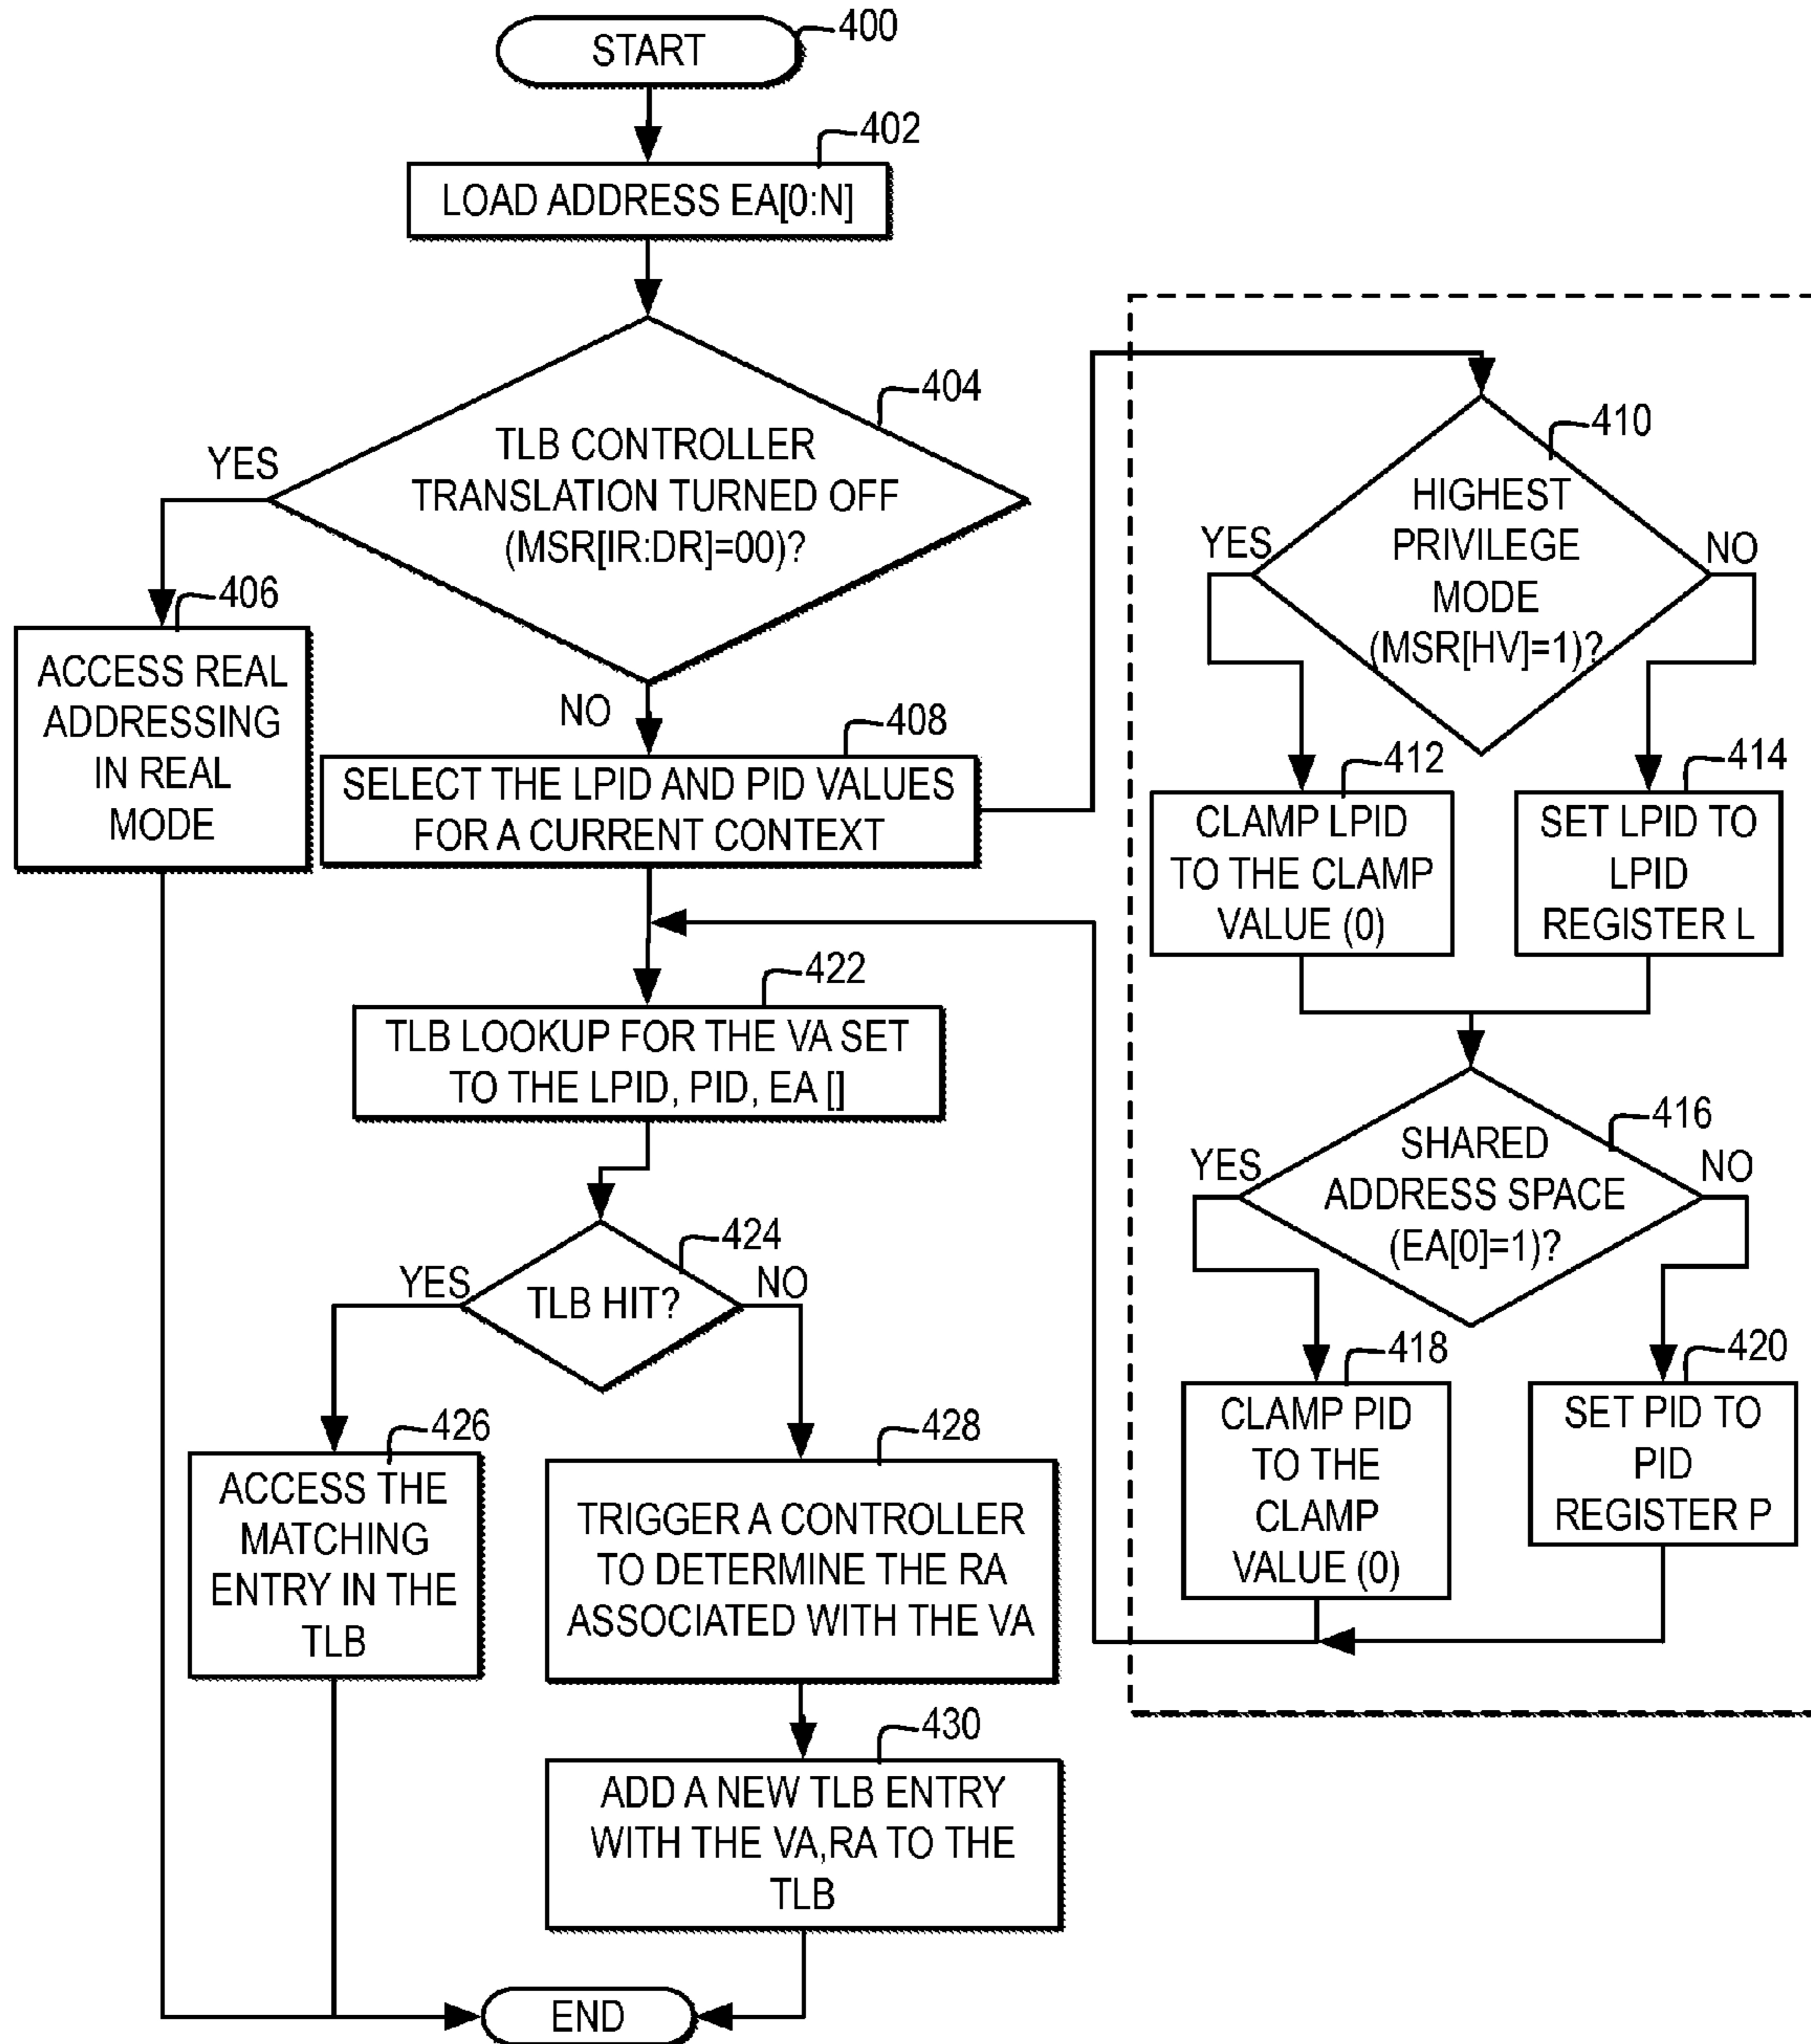 START
400
402
LOAD ADDRESS EA[0:N]
404
TLB CONTROLLER
TRANSLATION TURNED OFF
(MSR[IR:DR]=00)?
YES
NO
406
ACCESS REAL
ADDRESSING
IN REAL
MODE
408
SELECT THE LPID AND PID VALUES
FOR A CURRENT CONTEXT
410
HIGHEST
PRIVILEGE
MODE
(MSR[HV]=1)?
YES
NO
412
CLAMP LPID
TO THE CLAMP
VALUE (0)
414
SET LPID TO
LPID
REGISTER L
416
SHARED
ADDRESS SPACE
(EA[0]=1)?
YES
NO
418
CLAMP PID
TO THE
CLAMP
VALUE (0)
420
SET PID TO
PID
REGISTER P
422
TLB LOOKUP FOR THE VA SET
TO THE LPID, PID, EA []
424
TLB HIT?
YES
NO
426
ACCESS THE
MATCHING
ENTRY IN THE
TLB
428
TRIGGER A CONTROLLER
TO DETERMINE THE RA
ASSOCIATED WITH THE VA
430
ADD A NEW TLB ENTRY
WITH THE VA,RA TO THE
TLB
END